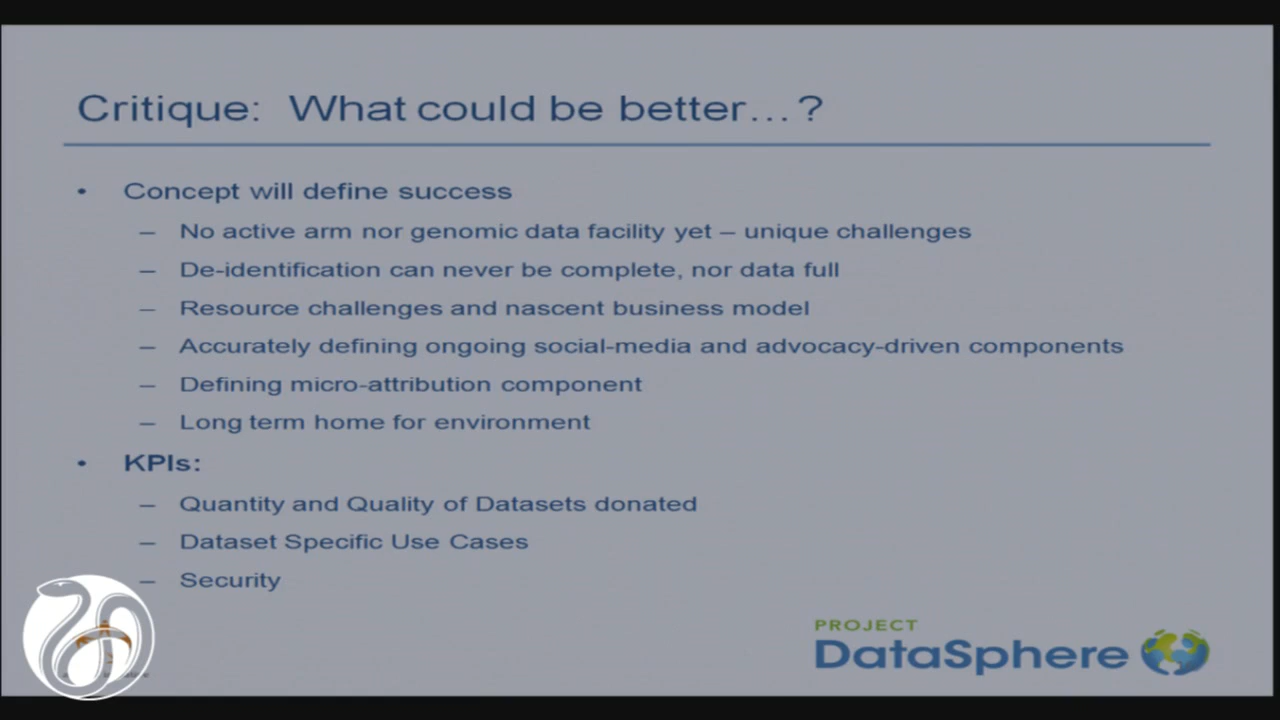 Critique: What could be better…?
• Concept will define success
– No active arm nor genomic data facility yet – unique challenges
– De-identification can never be complete, nor data full
– Resource challenges and nascent business model
– Accurately defining ongoing social-media and advocacy-driven components
– Defining micro-attribution component
– Long term home for environment
• KPIs:
– Quantity and Quality of Datasets donated
– Dataset Specific Use Cases
– Security
PROJECT
DataSphere